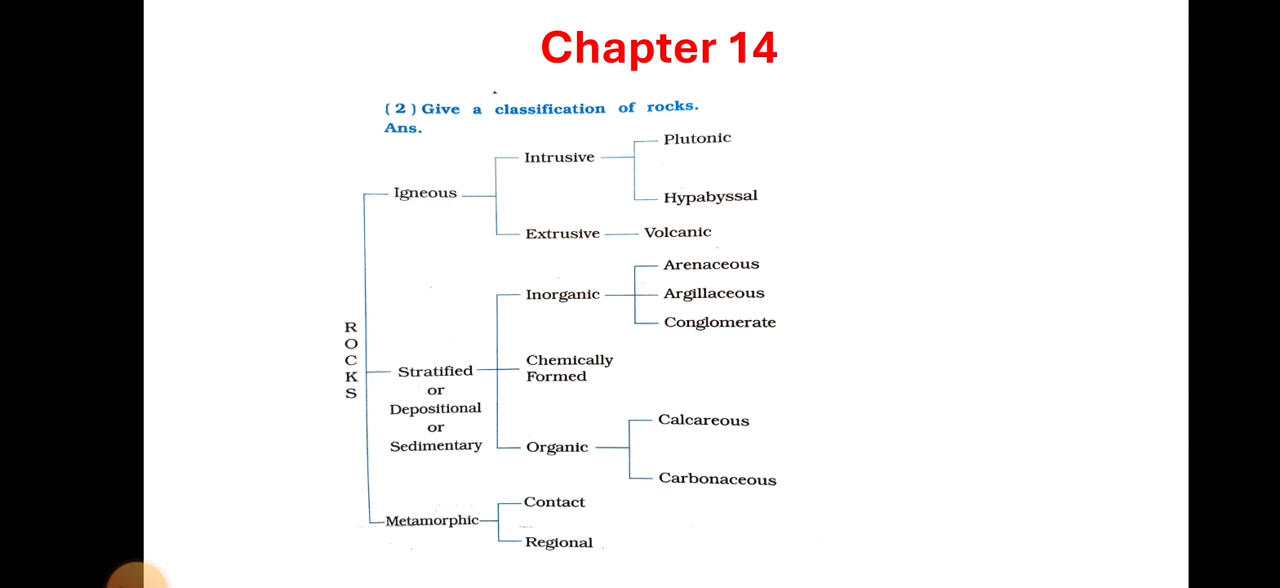 Chapter 14
(2) Give a classification of rocks.
Ans.
Plutonic
Intrusive
Igneous
Hypabyssal
Extrusive
Volcanic
Arenaceous
Inorganic
Argillaceous
Conglomerate
ROCKS
Chemically
Formed
Stratified
or
Depositional
or
Sedimentary
Calcareous
Organic
Carbonaceous
Contact
Metamorphic
Regional